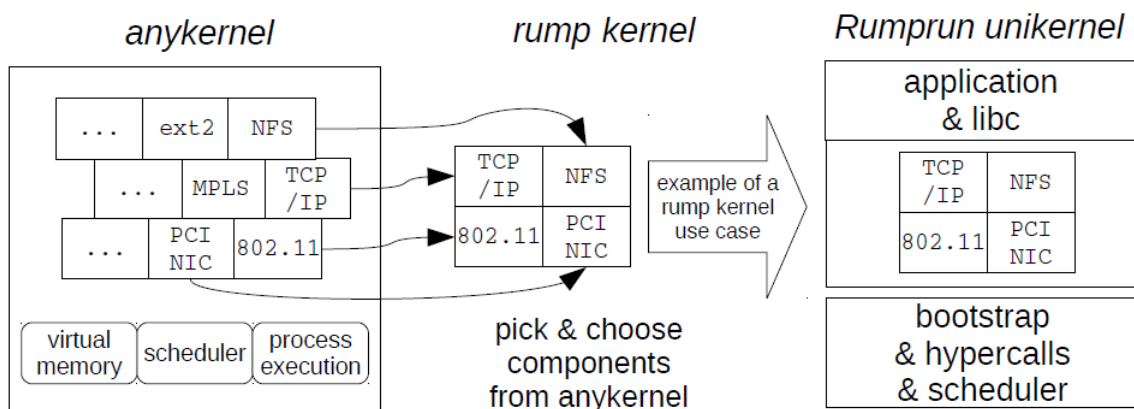 anykernel
... ext2 NFS
... MPLS TCP
/IP
... PCI
NIC 802.11
virtual
memory
scheduler
process
execution
rump kernel
TCP
/IP
NFS
802.11
PCI
NIC
pick & choose
components
from anykernel
example of a
rump kernel
use case
Rumprun unikernel
application
& libc
TCP
/IP
NFS
802.11
PCI
NIC
bootstrap
& hypercalls
& scheduler